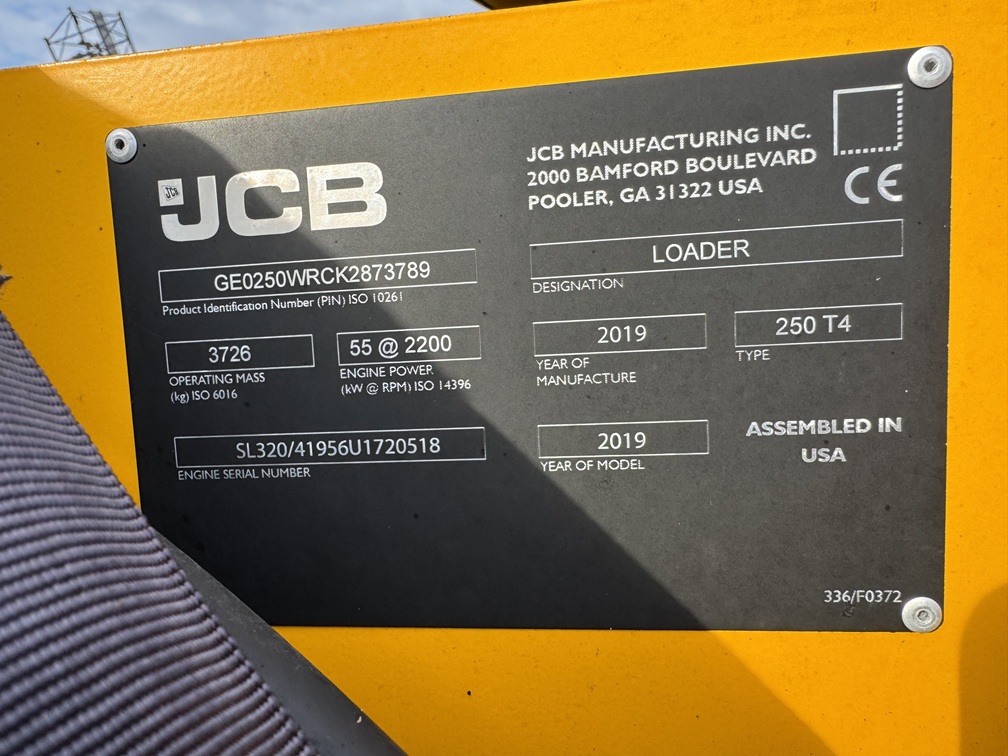 JCB MANUFACTURING INC.
2000 BAMFORD BOULEVARD
POOLER, GA 31322 USA
CE
JCB
JCB
GE0250WRCK2873789
Product Identification Number (PIN) ISO 10261
LOADER
DESIGNATION
3726
OPERATING MASS
(kg) ISO 6016
55 @ 2200
ENGINE POWER
(kW @ RPM) ISO 14396
2019
YEAR OF
MANUFACTURE
250 T4
TYPE
SL320/41956U1720518
ENGINE SERIAL NUMBER
2019
YEAR OF MODEL
ASSEMBLED IN
USA
336/F0372